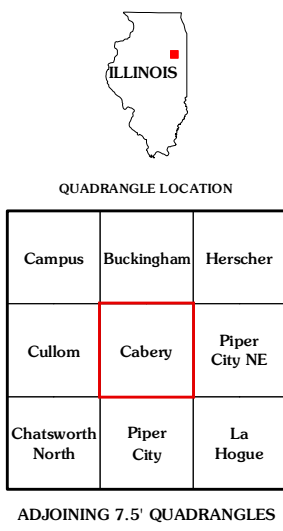 ILLINOIS
QUADRANGLE LOCATION
Campus
Buckingham
Herscher
Cullom
Cabery
Piper
City NE
Chatsworth
North
Piper
City
La
Hogue
ADJOINING 7.5' QUADRANGLES